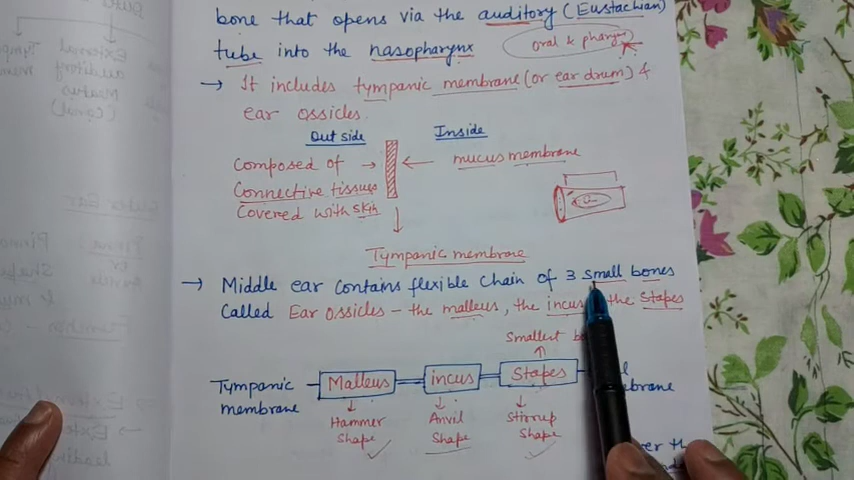 bone that opens via the auditory (Eustachian)
tube into the nasopharynx
oral & pharynx
→ It includes tympanic membrane (or ear drum) &
ear ossicles.
Outside Inside
Composed of → ← mucus membrane
Connective tissues
Covered with skin
Tympanic membrane
→ Middle ear contains flexible chain of 3 small bones
Called Ear ossicles – the malleus, the incus the stapes
Smallest
Tympanic membrane Malleus incus Stapes
Hammer Shape Anvil Shape Stirrup Shape